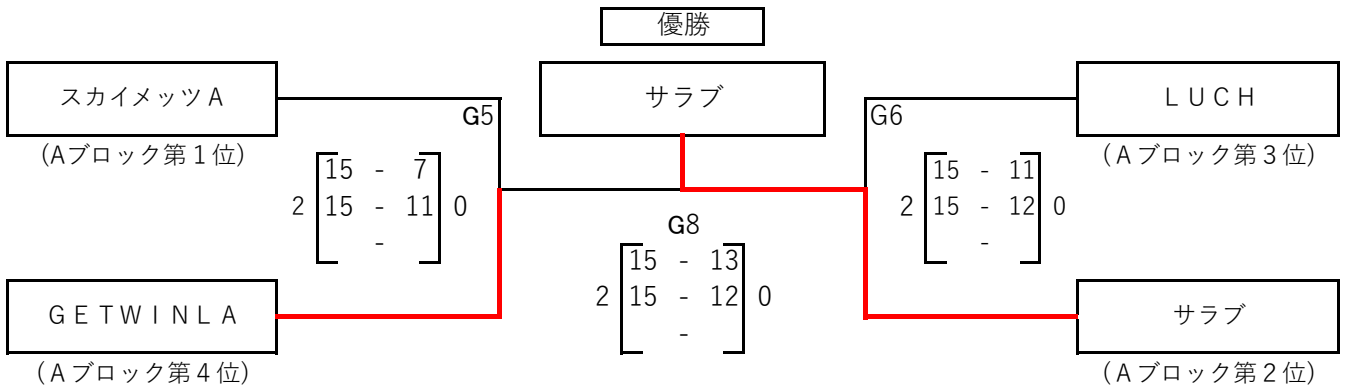 優勝
スカイメッツA
サラブ
ＬＵＣＨ
G5
G6
(Aブロック第１位)
(Ａブロック第３位)
15 - 7
2 15 - 11 0
-
15 - 11
2 15 - 12 0
-
G8
15 - 13
2 15 - 12 0
-
ＧＥＴＷＩＮＬＡ
サラブ
(Ａブロック第４位)
(Ａブロック第２位)